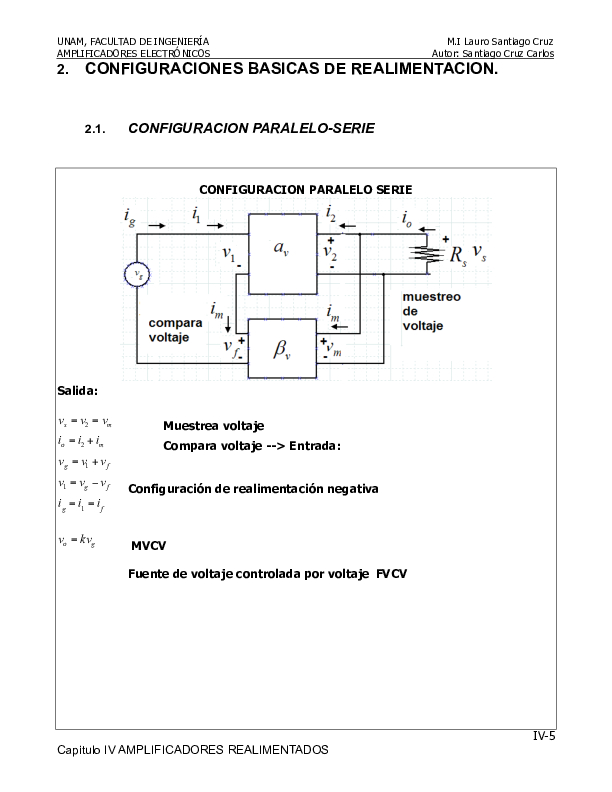 UNAM, FACULTAD DE INGENIERÍA M.I Lauro Santiago Cruz
AMPLIFICADORES ELECTRÓNICOS Autor: Santiago Cruz Carlos
2. CONFIGURACIONES BASICAS DE REALIMENTACION.
2.1. CONFIGURACION PARALELO-SERIE
CONFIGURACION PARALELO SERIE
i_g i_1 i_2 i_o
v_1 a_v + v_2 + R_s v_s
- -
v_g
muestreo
de
voltaje
i_m i_m
compara
voltaje
v_f + β_v + v_m
- -
Salida:
v_s = v_2 = v_m Muestrea voltaje
i_o = i_2 + i_m Compara voltaje --> Entrada:
v_g = v_1 + v_f
v_1 = v_g − v_f Configuración de realimentación negativa
i_g = i_1 = i_f
v_o = kv_g MVCV
Fuente de voltaje controlada por voltaje FVCV
IV-5
Capitulo IV AMPLIFICADORES REALIMENTADOS